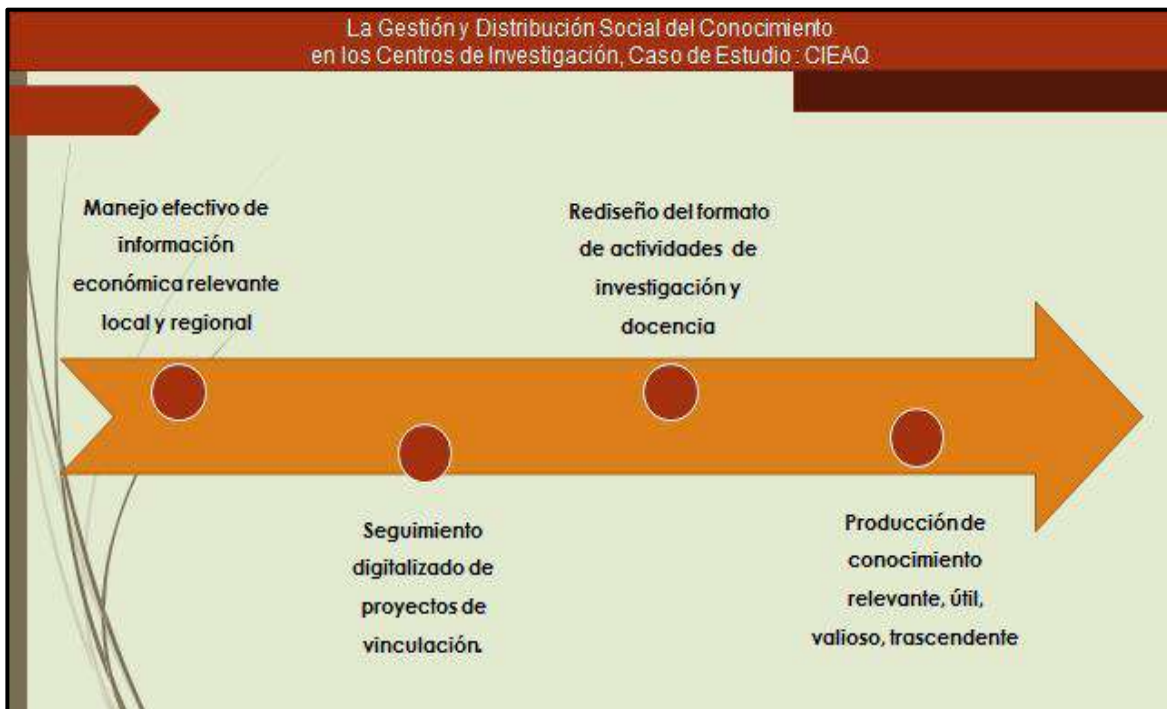 La Gestión y Distribución Social del Conocimiento
en los Centros de Investigación, Caso de Estudio : CIEAQ
Manejo efectivo de
información
económica relevante
local y regional
Seguimiento
digitalizado de
proyectos de
vinculación.
Rediseño del formato
de actividades de
investigación y
docencia
Producción de
conocimiento
relevante, útil,
valioso, trascendente